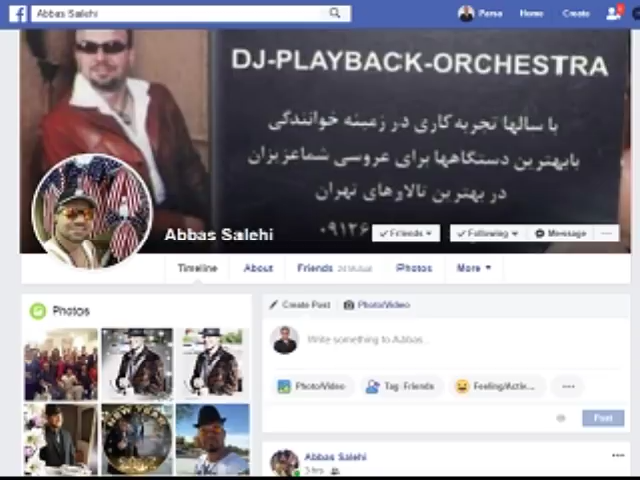 Abbas Salehi
Parsa Home Create
DJ-PLAYBACK-ORCHESTRA
با سالها تجربه کاری در زمینه خوانندگی
بابهترین دستگاهها برای عروسی شماعزیزان
در بهترین تالارهای تهران
۰۹۱۲۶
Abbas Salehi
Friends Following Message
Timeline About Friends Photos More
Photos
Create Post Photo/Video
Write something to Abbas...
Photo/Video Tag Friends Feeling/Activ...
Post
Abbas Salehi
3 hrs